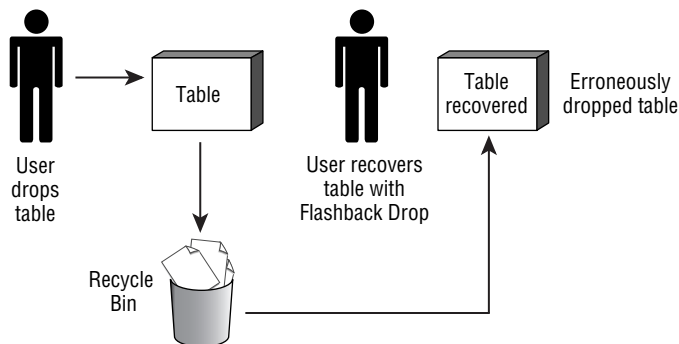 User
drops
table
Table
Recycle
Bin
User recovers
table with
Flashback Drop
Table
recovered
Erroneously
dropped table